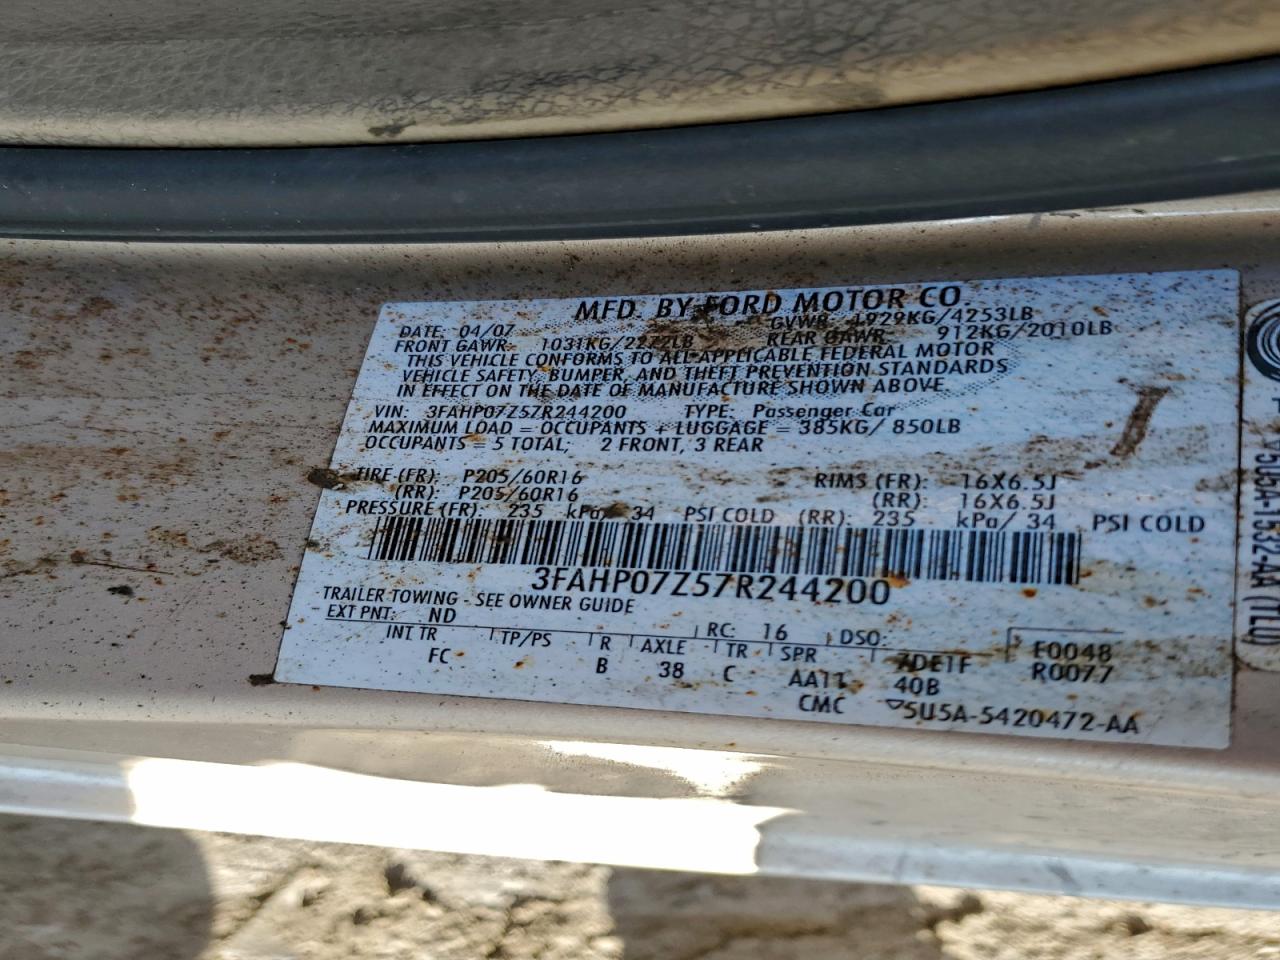 MFD. BY FORD MOTOR CO.
DATE: 04/07 GVWR: 1929KG/4253LB
FRONT GAWR: 1031KG/2272LB REAR GAWR: 912KG/2010LB
THIS VEHICLE CONFORMS TO ALL APPLICABLE FEDERAL MOTOR
VEHICLE SAFETY, BUMPER, AND THEFT PREVENTION STANDARDS
IN EFFECT ON THE DATE OF MANUFACTURE SHOWN ABOVE.
VIN: 3FAHP07Z57R244200 TYPE: Passenger Car
MAXIMUM LOAD = OCCUPANTS + LUGGAGE = 385KG/ 850LB
OCCUPANTS = 5 TOTAL; 2 FRONT, 3 REAR
TIRE (FR): P205/60R16 RIMS (FR): 16X6.5J
(RR): P205/60R16 (RR): 16X6.5J
PRESSURE (FR): 235 kPa/ 34 PSI COLD (RR): 235 kPa/ 34 PSI COLD
3FAHP07Z57R244200
TRAILER TOWING - SEE OWNER GUIDE
EXT PNT: ND RC: 16 DSO: F0048
INT TR TP/PS R AXLE TR SPR 7DE1F R0077
FC B 38 C AA11 40B
CMC ▽5U5A-5420472-AA